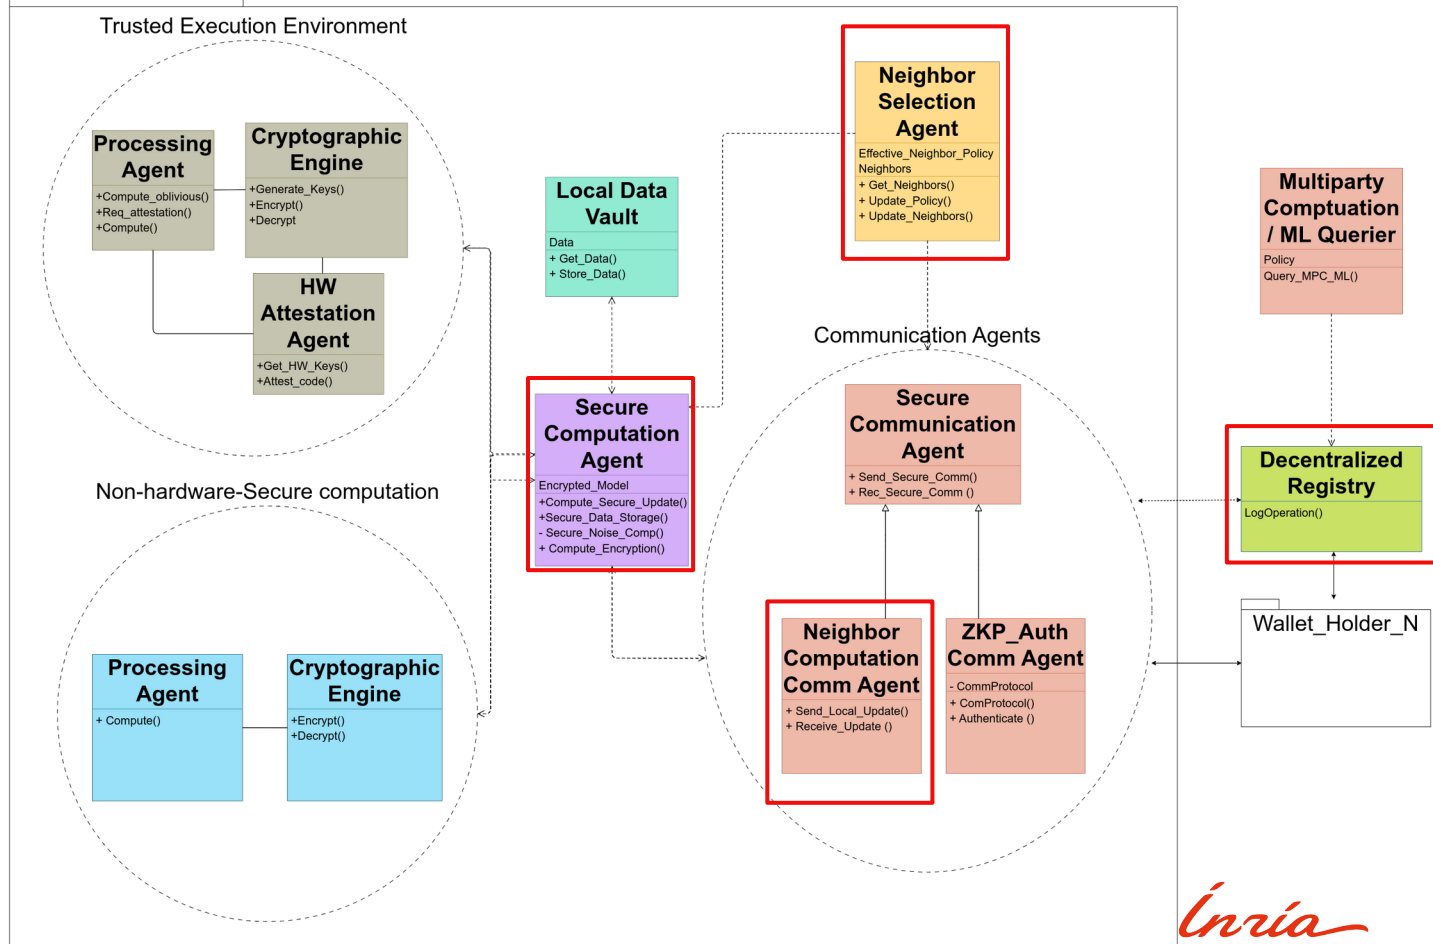 Trusted Execution Environment
Processing
Agent
+Compute_oblivious()
+Req_attestation()
+Compute()
Cryptographic
Engine
+Generate_Keys()
+Encrypt()
+Decrypt
HW
Attestation
Agent
+Get_HW_Keys()
+Attest_code()
Non-hardware-Secure computation
Processing
Agent
+ Compute()
Cryptographic
Engine
+Encrypt()
+Decrypt()
Local Data
Vault
Data
+ Get_Data()
+ Store_Data()
Secure
Computation
Agent
Encrypted_Model
+Compute_Secure_Update()
+Secure_Data_Storage()
- Secure_Noise_Comp()
+ Compute_Encryption()
Neighbor
Selection
Agent
Effective_Neighbor_Policy
Neighbors
+ Get_Neighbors()
+ Update_Policy()
+ Update_Neighbors()
Communication Agents
Secure
Communication
Agent
+ Send_Secure_Comm()
+ Rec_Secure_Comm ()
Neighbor
Computation
Comm Agent
+ Send_Local_Update()
+ Receive_Update ()
ZKP_Auth
Comm Agent
- CommProtocol
+ ComProtocol()
+ Authenticate ()
Multiparty
Comptuation
/ ML Querier
Policy
Query_MPC_ML()
Decentralized
Registry
LogOperation()
Wallet_Holder_N
Inría